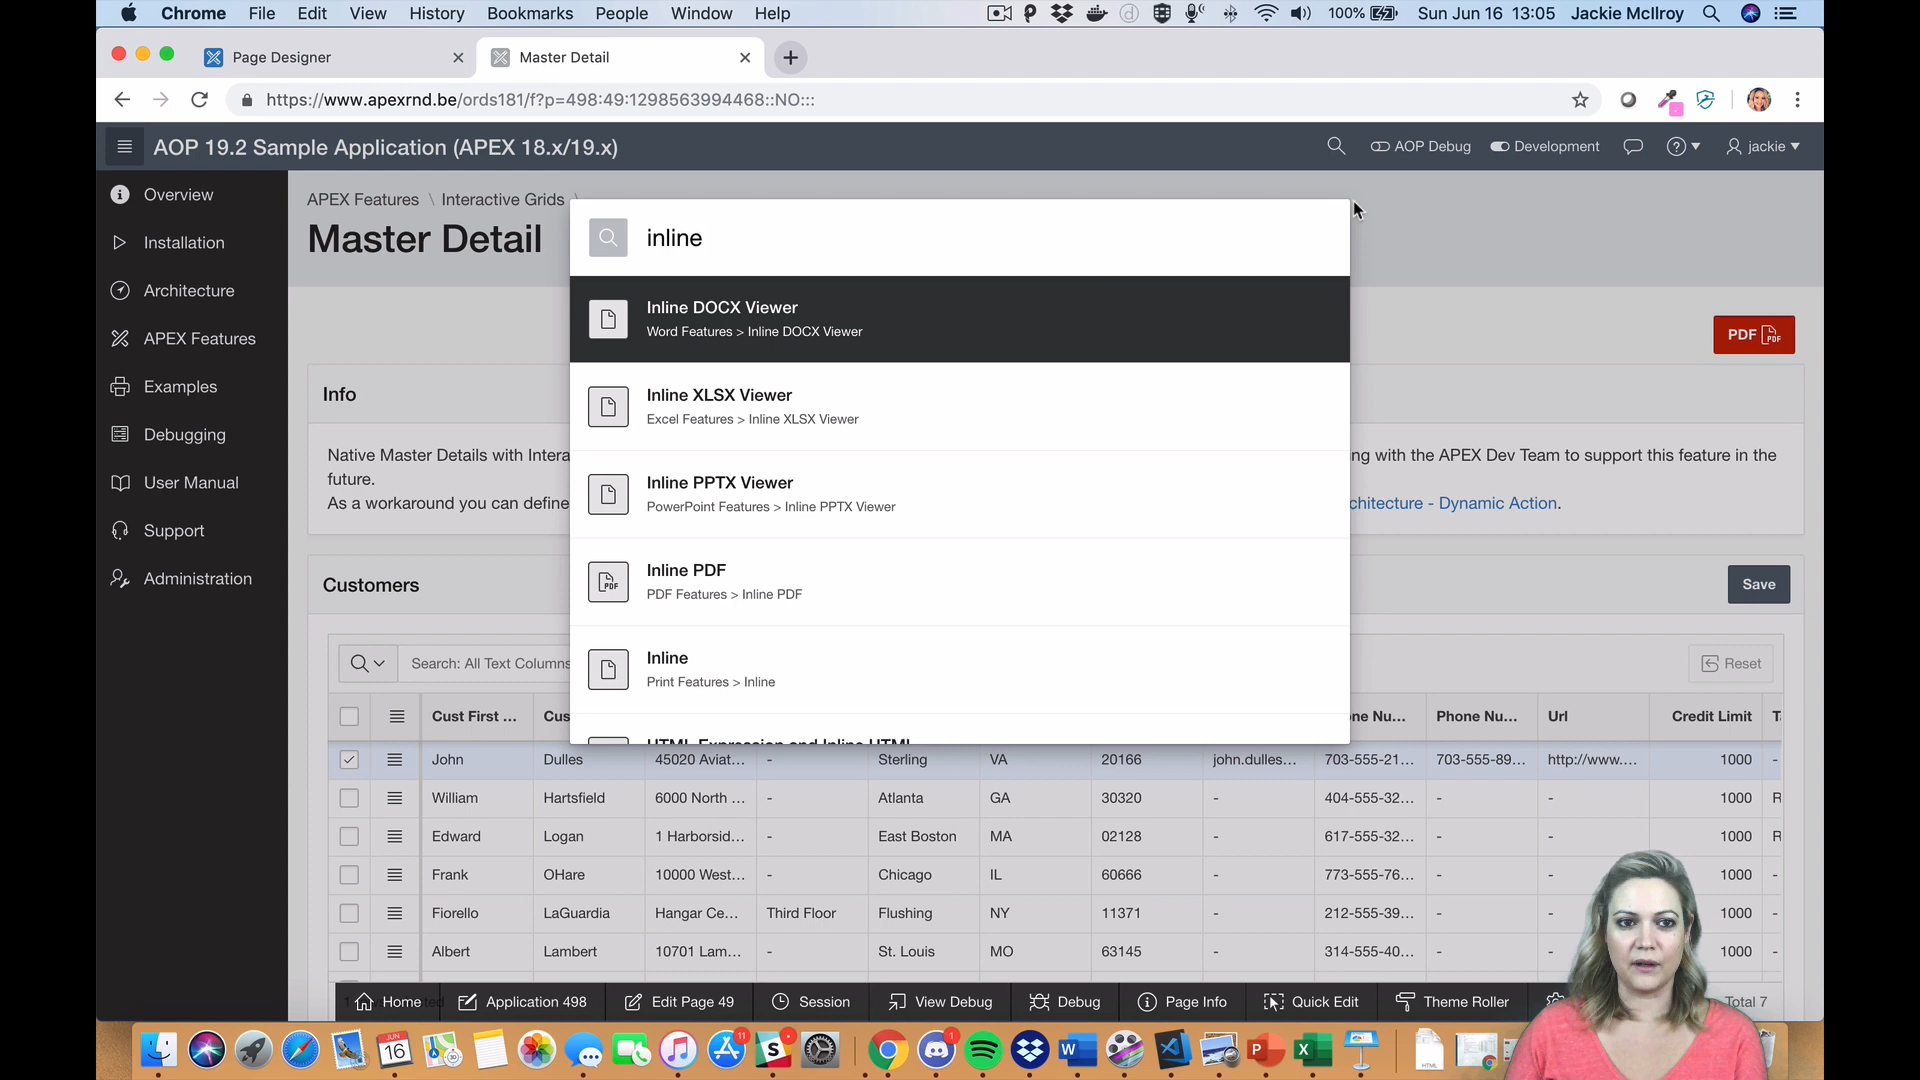 Chrome File Edit View History Bookmarks People Window Help 100% Sun Jun 16 13:05 Jackie McIlroy
Page Designer Master Detail
https://www.apexrnd.be/ords181/f?p=498:49:1298563994468::NO:::
AOP 19.2 Sample Application (APEX 18.x/19.x) AOP Debug Development jackie
Overview
Installation
Architecture
APEX Features
Examples
Debugging
User Manual
Support
Administration
APEX Features \ Interactive Grids \
Master Detail
PDF
inline
Inline DOCX Viewer
Word Features > Inline DOCX Viewer
Inline XLSX Viewer
Excel Features > Inline XLSX Viewer
Inline PPTX Viewer
PowerPoint Features > Inline PPTX Viewer
Inline PDF
PDF Features > Inline PDF
Inline
Print Features > Inline
HTML Expression and Inline HTML
Info
Native Master Details with Intera ng with the APEX Dev Team to support this feature in the
future.
As a workaround you can define chitecture - Dynamic Action.
Customers Save
Search: All Text Columns Reset
Cust First ... Cus ne Nu... Phone Nu... Url Credit Limit T
John Dulles 45020 Aviat... - Sterling VA 20166 john.dulles... 703-555-21... 703-555-89... http://www.... 1000 -
William Hartsfield 6000 North ... - Atlanta GA 30320 - 404-555-32... - - 1000 R
Edward Logan 1 Harborsid... - East Boston MA 02128 - 617-555-32... - - 1000 R
Frank OHare 10000 West... - Chicago IL 60666 - 773-555-76... - - 1000
Fiorello LaGuardia Hangar Ce... Third Floor Flushing NY 11371 - 212-555-39... - - 1000
Albert Lambert 10701 Lam... - St. Louis MO 63145 - 314-555-40... - - 1000
Home Application 498 Edit Page 49 Session View Debug Debug Page Info Quick Edit Theme Roller Total 7
JUN
16
11
1
HTML